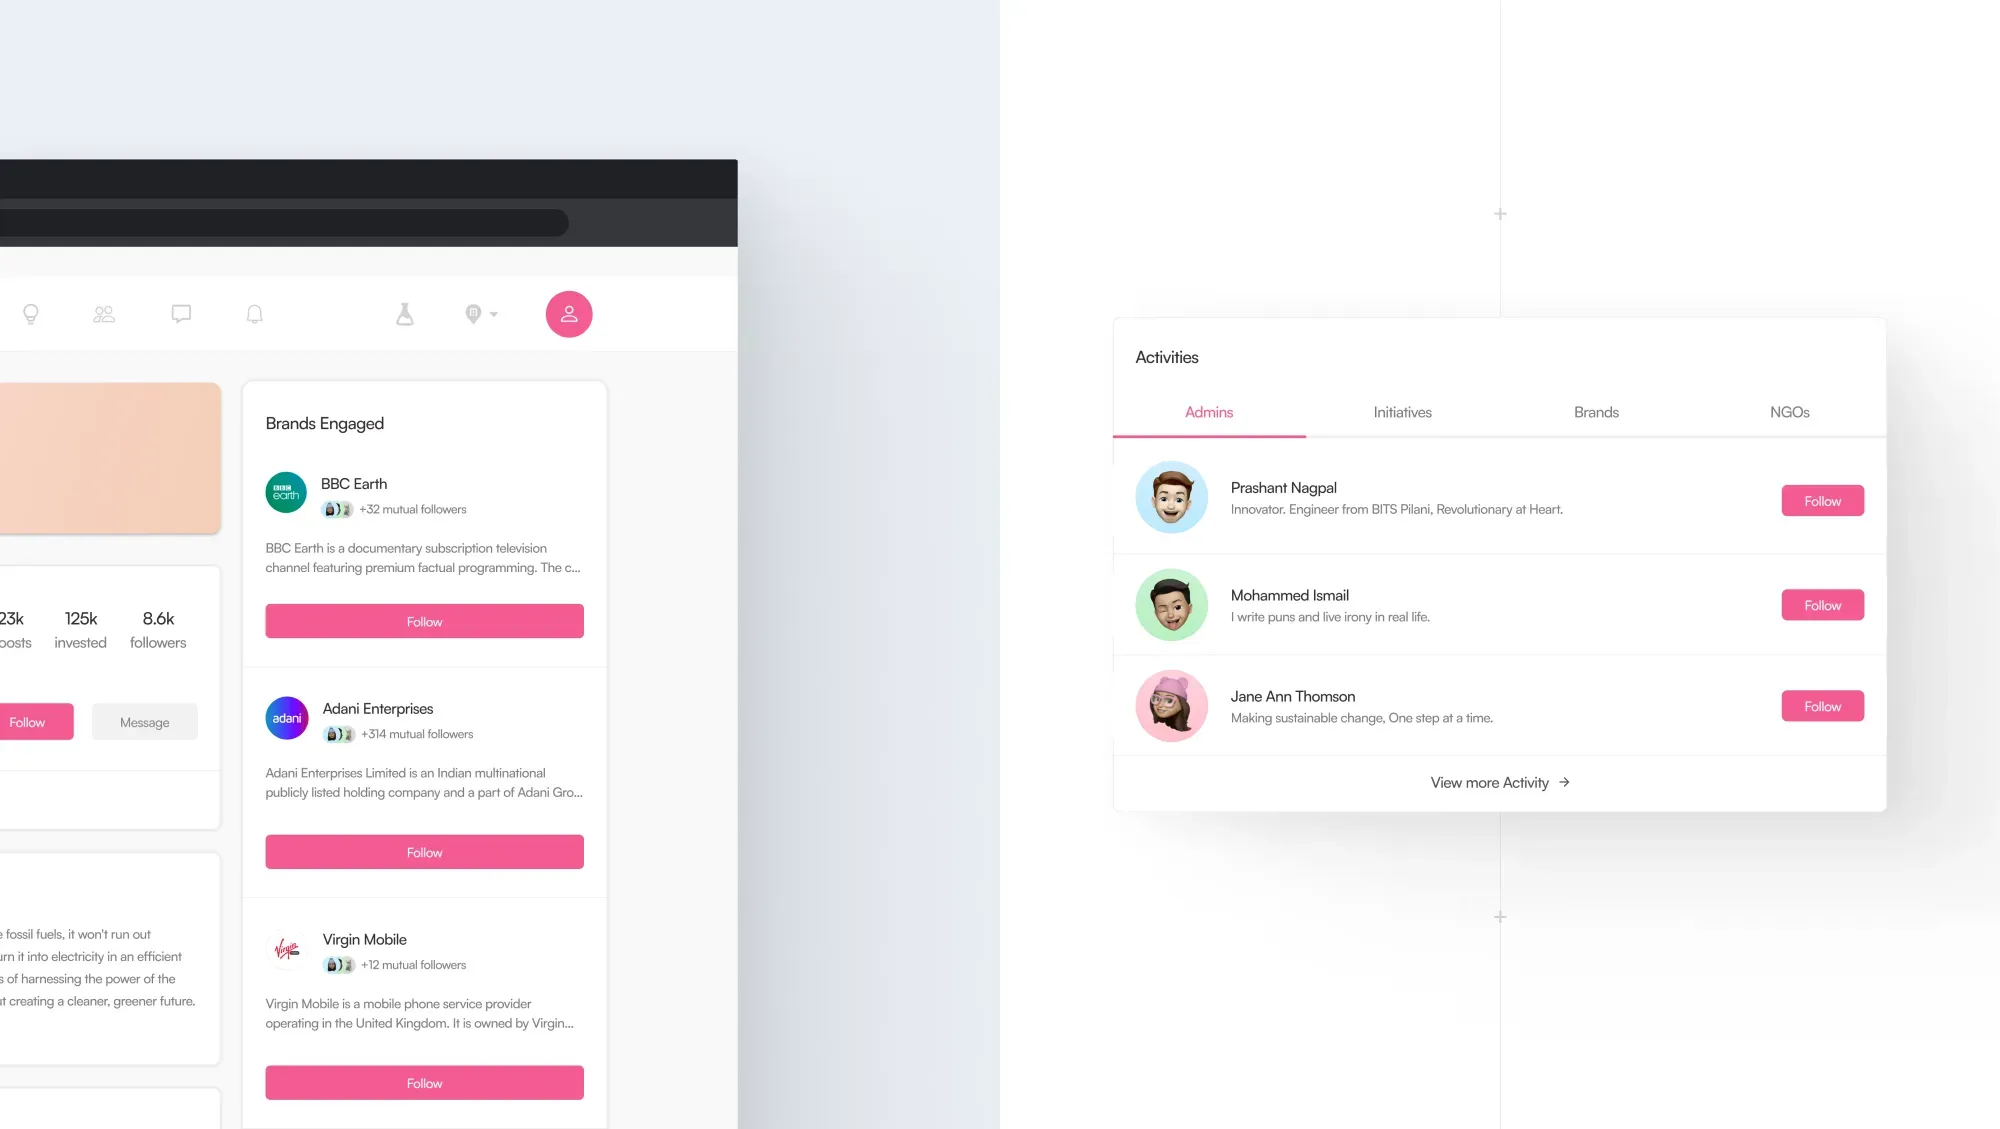 23k
125k
8.6k
oosts
invested
followers
Follow
Message
e fossil fuels, it won't run out
urn it into electricity in an efficient
s of harnessing the power of the
ut creating a cleaner, greener future.
Brands Engaged
BBC
earth
BBC Earth
+32 mutual followers
BBC Earth is a documentary subscription television
channel featuring premium factual programming. The c...
Follow
adani
Adani Enterprises
+314 mutual followers
Adani Enterprises Limited is an Indian multinational
publicly listed holding company and a part of Adani Gro...
Follow
Virgin
Virgin Mobile
+12 mutual followers
Virgin Mobile is a mobile phone service provider
operating in the United Kingdom. It is owned by Virgin...
Follow
Activities
Admins
Initiatives
Brands
NGOs
Prashant Nagpal
Innovator. Engineer from BITS Pilani, Revolutionary at Heart.
Follow
Mohammed Ismail
I write puns and live irony in real life.
Follow
Jane Ann Thomson
Making sustainable change, One step at a time.
Follow
View more Activity →